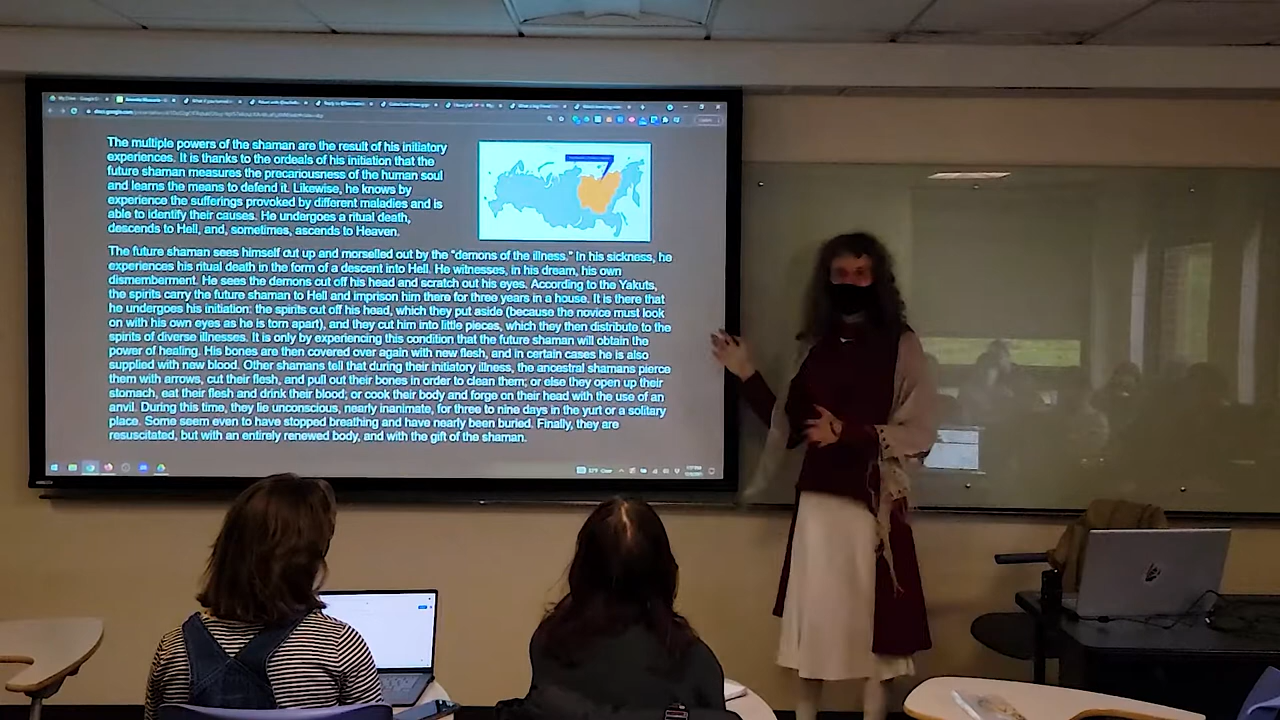 The multiple powers of the shaman are the result of his initiatory
experiences. It is thanks to the ordeals of his initiation that the
future shaman measures the precariousness of the human soul
and learns the means to defend it. Likewise, he knows by
experience the sufferings provoked by different maladies and is
able to identify their causes. He undergoes a ritual death,
descends to Hell, and, sometimes, ascends to Heaven.
The future shaman sees himself cut up and morselled out by the “demons of the illness.” In his sickness, he
experiences his ritual death in the form of a descent into Hell. He witnesses, in his dream, his own
dismemberment. He sees the demons cut off his head and scratch out his eyes. According to the Yakuts,
the spirits carry the future shaman to Hell and imprison him there for three years in a house. It is there that
he undergoes his initiation: the spirits cut off his head, which they put aside (because the novice must look
on with his own eyes as he is torn apart), and they cut him into little pieces, which they then distribute to the
spirits of diverse illnesses. It is only by experiencing this condition that the future shaman will obtain the
power of healing. His bones are then covered over again with new flesh, and in certain cases he is also
supplied with new blood. Other shamans tell that during their initiatory illness, the ancestral shamans pierce
them with arrows, cut their flesh, and pull out their bones in order to clean them; or else they open up their
stomach, eat their flesh and drink their blood; or cook their body and forge on their head with the use of an
anvil. During this time, they lie unconscious, nearly inanimate, for three to nine days in the yurt or a solitary
place. Some seem even to have stopped breathing and have nearly been buried. Finally, they are
resuscitated, but with an entirely renewed body, and with the gift of the shaman.